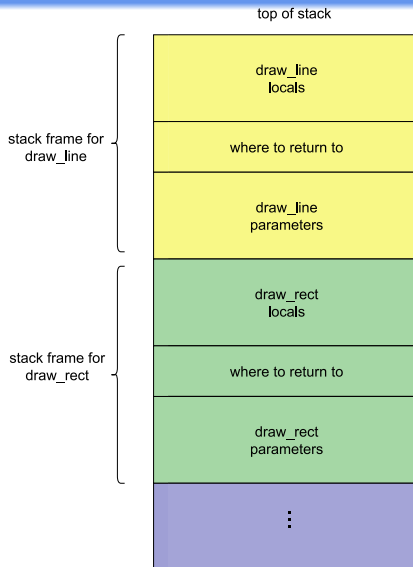 top of stack
draw_line
locals
stack frame for
draw_line
where to return to
draw_line
parameters
draw_rect
locals
stack frame for
draw_rect
where to return to
draw_rect
parameters
⋮